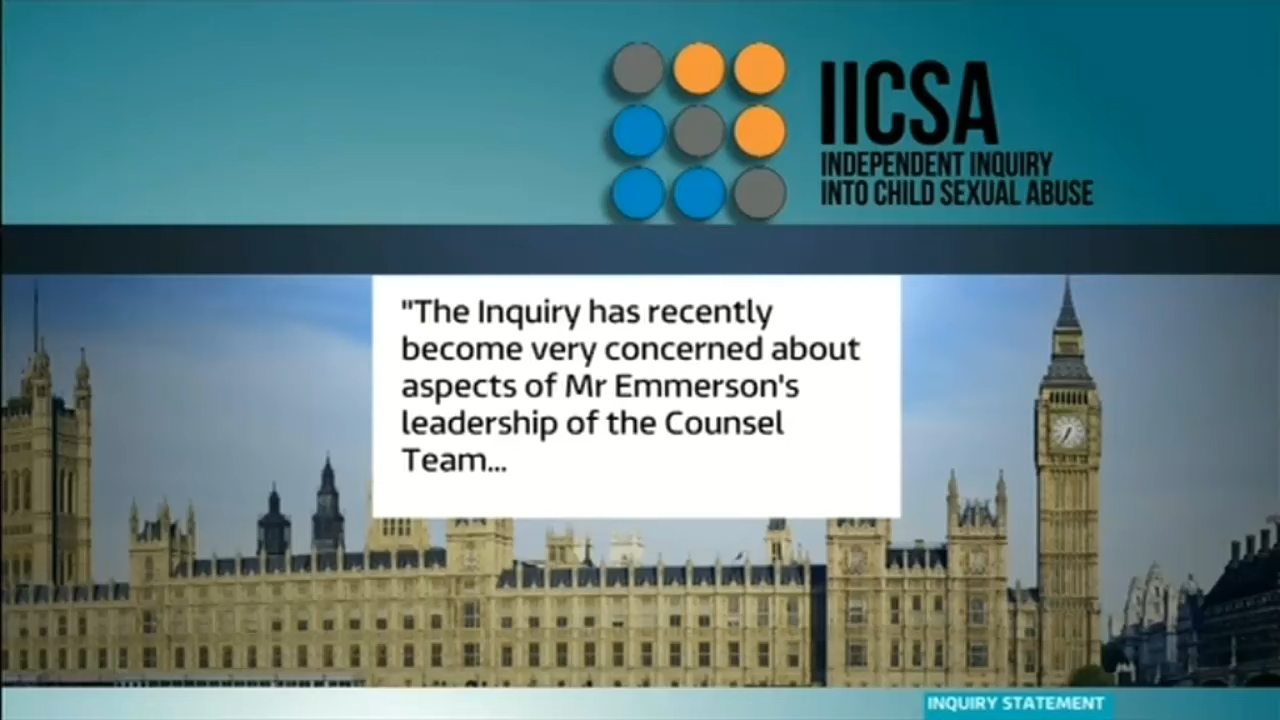 IICSA
INDEPENDENT INQUIRY
INTO CHILD SEXUAL ABUSE
"The Inquiry has recently
become very concerned about
aspects of Mr Emmerson's
leadership of the Counsel
Team...
INQUIRY STATEMENT